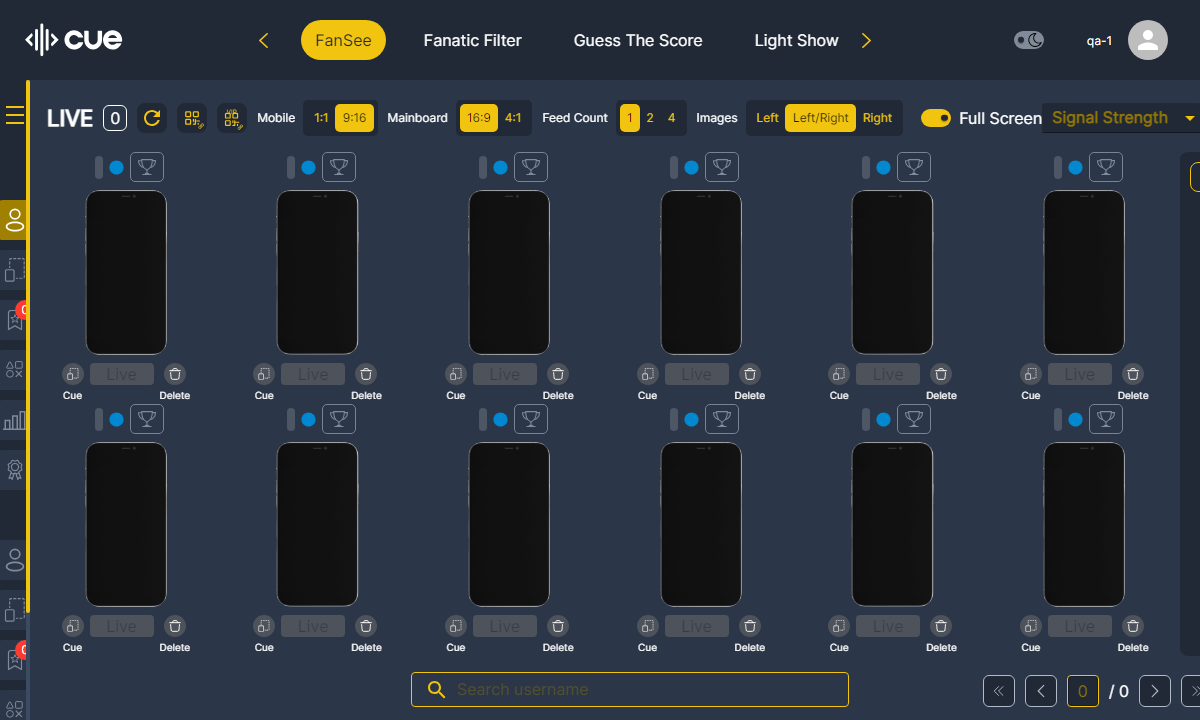 cue
FanSee
Fanatic Filter
Guess The Score
Light Show
qa-1
LIVE 0
Mobile 1:1 9:16
Mainboard 16:9 4:1
Feed Count 1 2 4
Images Left Left/Right Right
Full Screen
Signal Strength
Live Live Live Live Live Live
Cue Delete Cue Delete Cue Delete Cue Delete Cue Delete Cue Delete
Live Live Live Live Live Live
Cue Delete Cue Delete Cue Delete Cue Delete Cue Delete Cue Delete
Search username
0 / 0